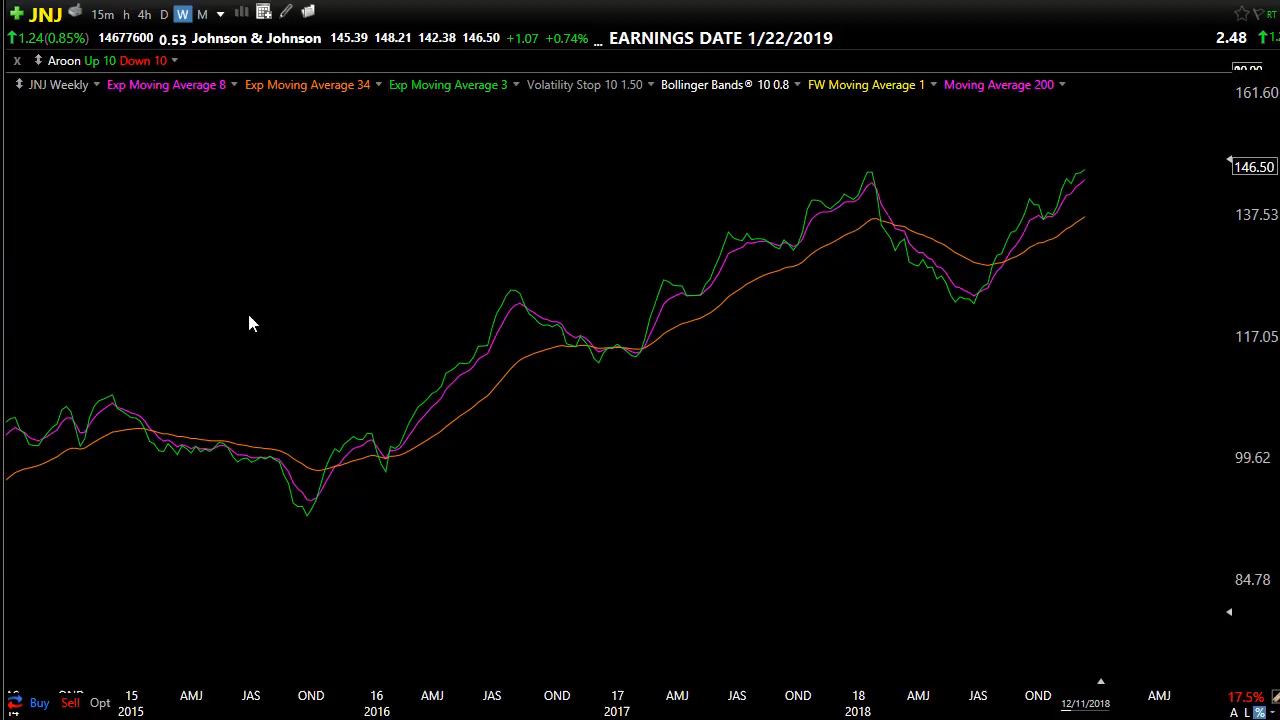 JNJ 15m h 4h D W M RT
1.24(0.85%) 14677600 0.53 Johnson & Johnson 145.39 148.21 142.38 146.50 +1.07 +0.74% ... EARNINGS DATE 1/22/2019 2.48
X Aroon Up 10 Down 10
JNJ Weekly Exp Moving Average 8 Exp Moving Average 34 Exp Moving Average 3 Volatility Stop 10 1.50 Bollinger Bands® 10 0.8 FW Moving Average 1 Moving Average 200
161.60
146.50
137.53
117.05
99.62
84.78
15 AMJ JAS OND 16 AMJ JAS OND 17 AMJ JAS OND 18 AMJ JAS OND AMJ
Buy Sell Opt 12/11/2018 17.5%
14 2015 2016 2017 2018 A L %